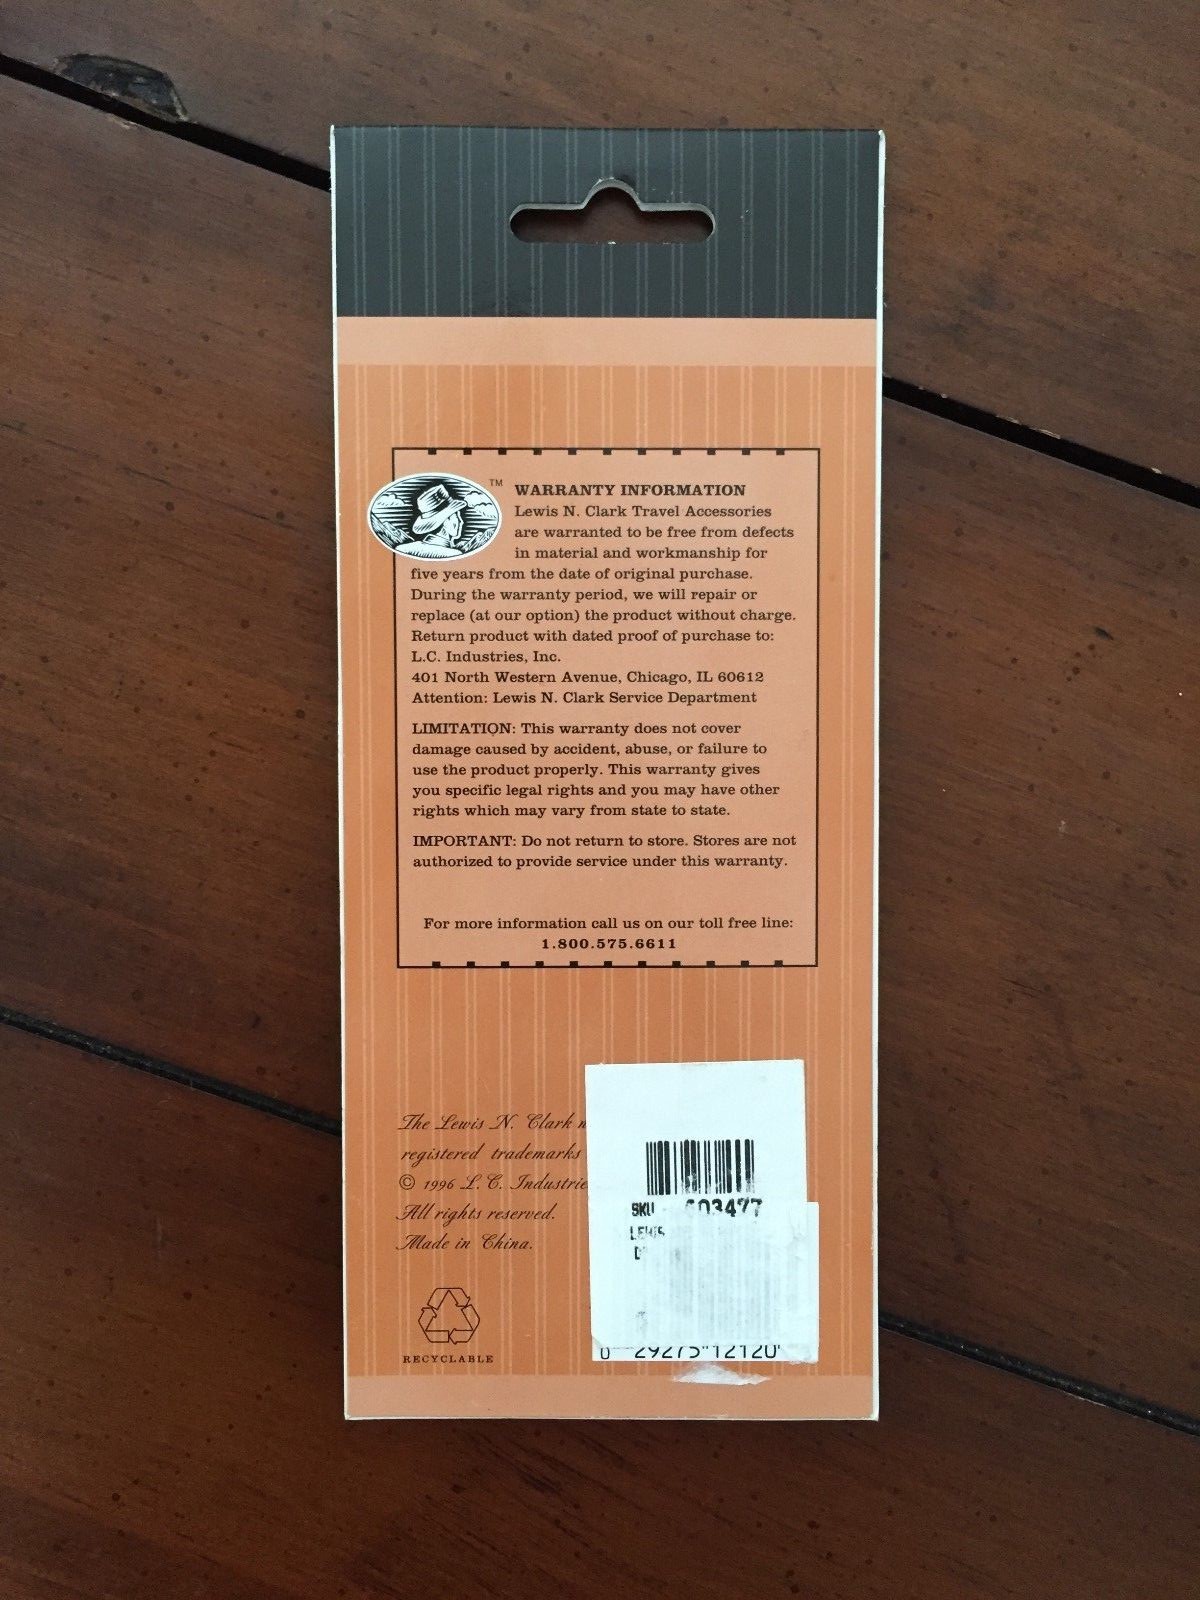 TM
WARRANTY INFORMATION
Lewis N. Clark Travel Accessories
are warranted to be free from defects
in material and workmanship for
five years from the date of original purchase.
During the warranty period, we will repair or
replace (at our option) the product without charge.
Return product with dated proof of purchase to:
L.C. Industries, Inc.
401 North Western Avenue, Chicago, IL 60612
Attention: Lewis N. Clark Service Department
LIMITATION: This warranty does not cover
damage caused by accident, abuse, or failure to
use the product properly. This warranty gives
you specific legal rights and you may have other
rights which may vary from state to state.
IMPORTANT: Do not return to store. Stores are not
authorized to provide service under this warranty.
For more information call us on our toll free line:
1.800.575.6611
The Lewis N. Clark
registered trademarks
© 1996 L.C.
All rights reserved.
Made in China.
RECYCLABLE
SKU
LEWIS
0 29275 12120